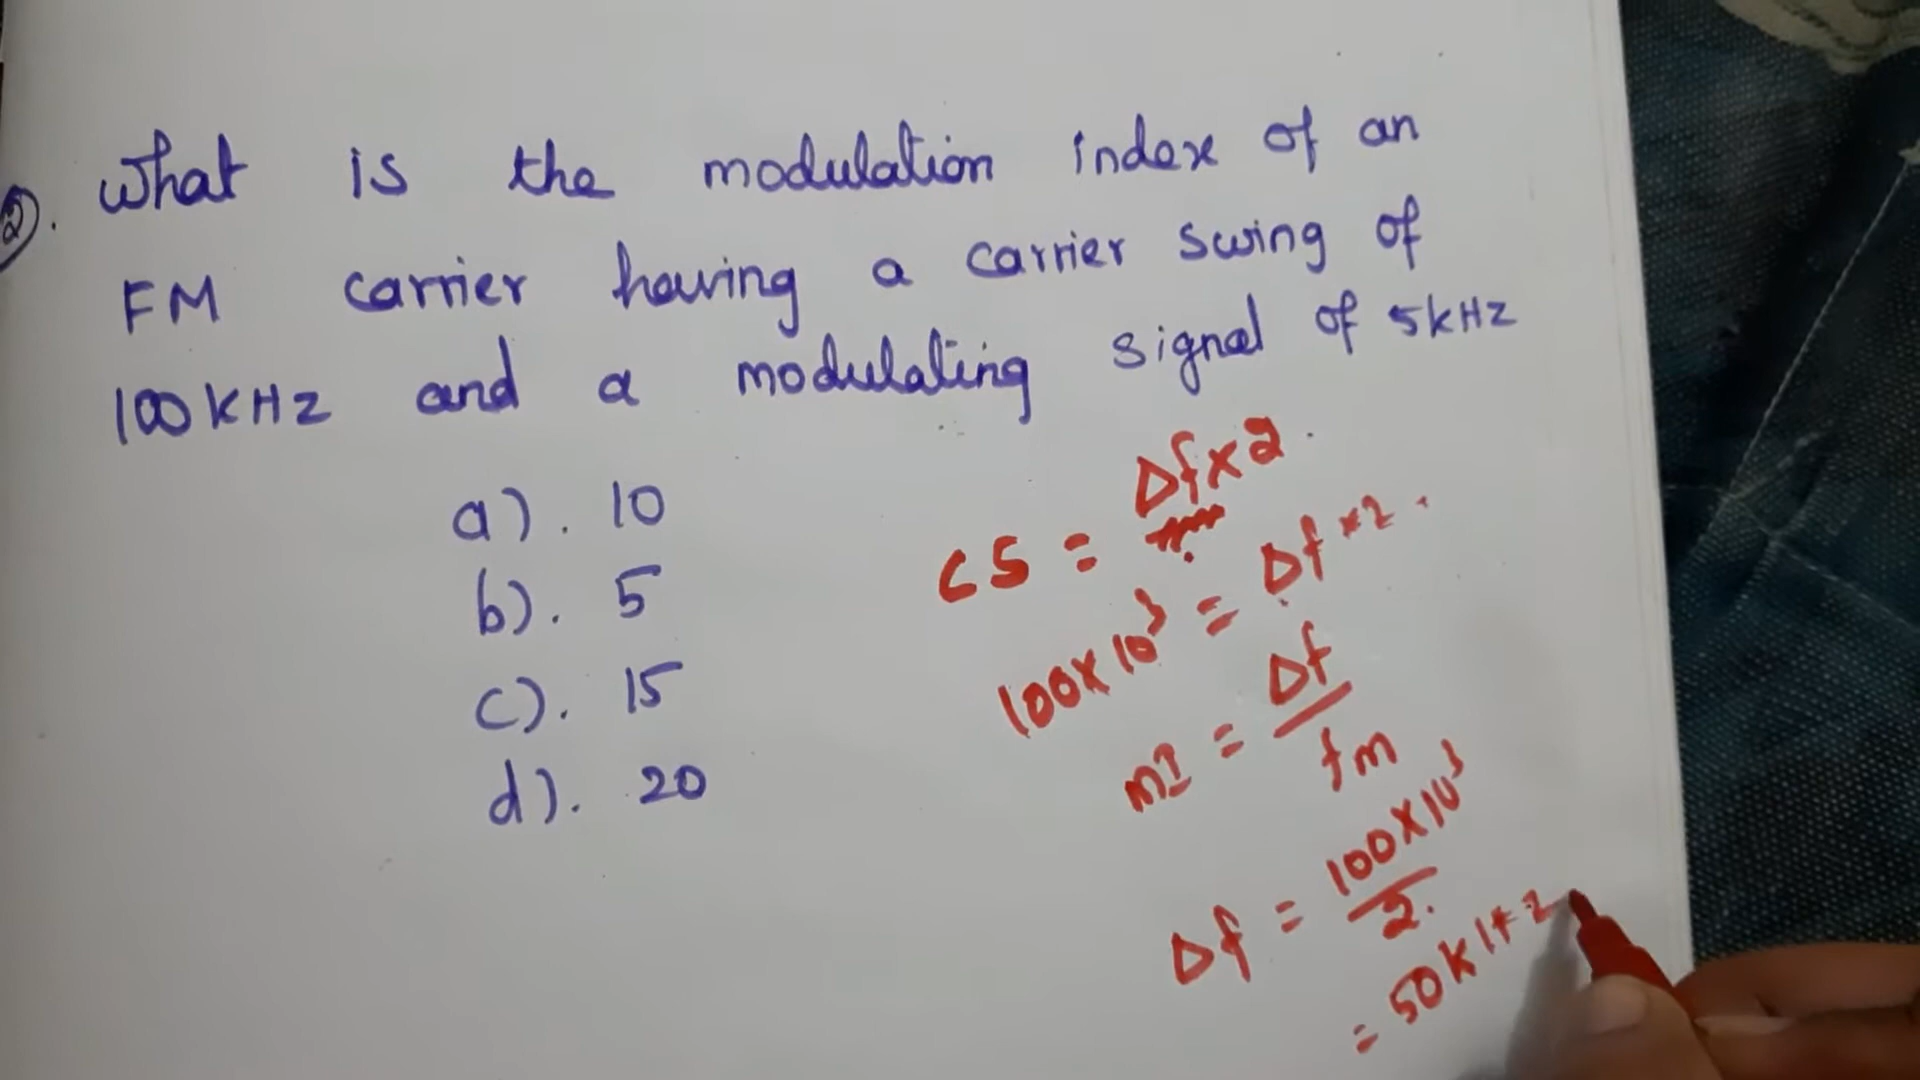 2). What is the modulation index of an
FM carrier having a carrier swing of
100 kHz and a modulating signal of 5kHz
a). 10
b). 5
c). 15
d). 20
CS = Δf×2.
100×10³ = Δf×2.
mI = Δf/fm
Δf = 100×10³/2.
= 50kHz